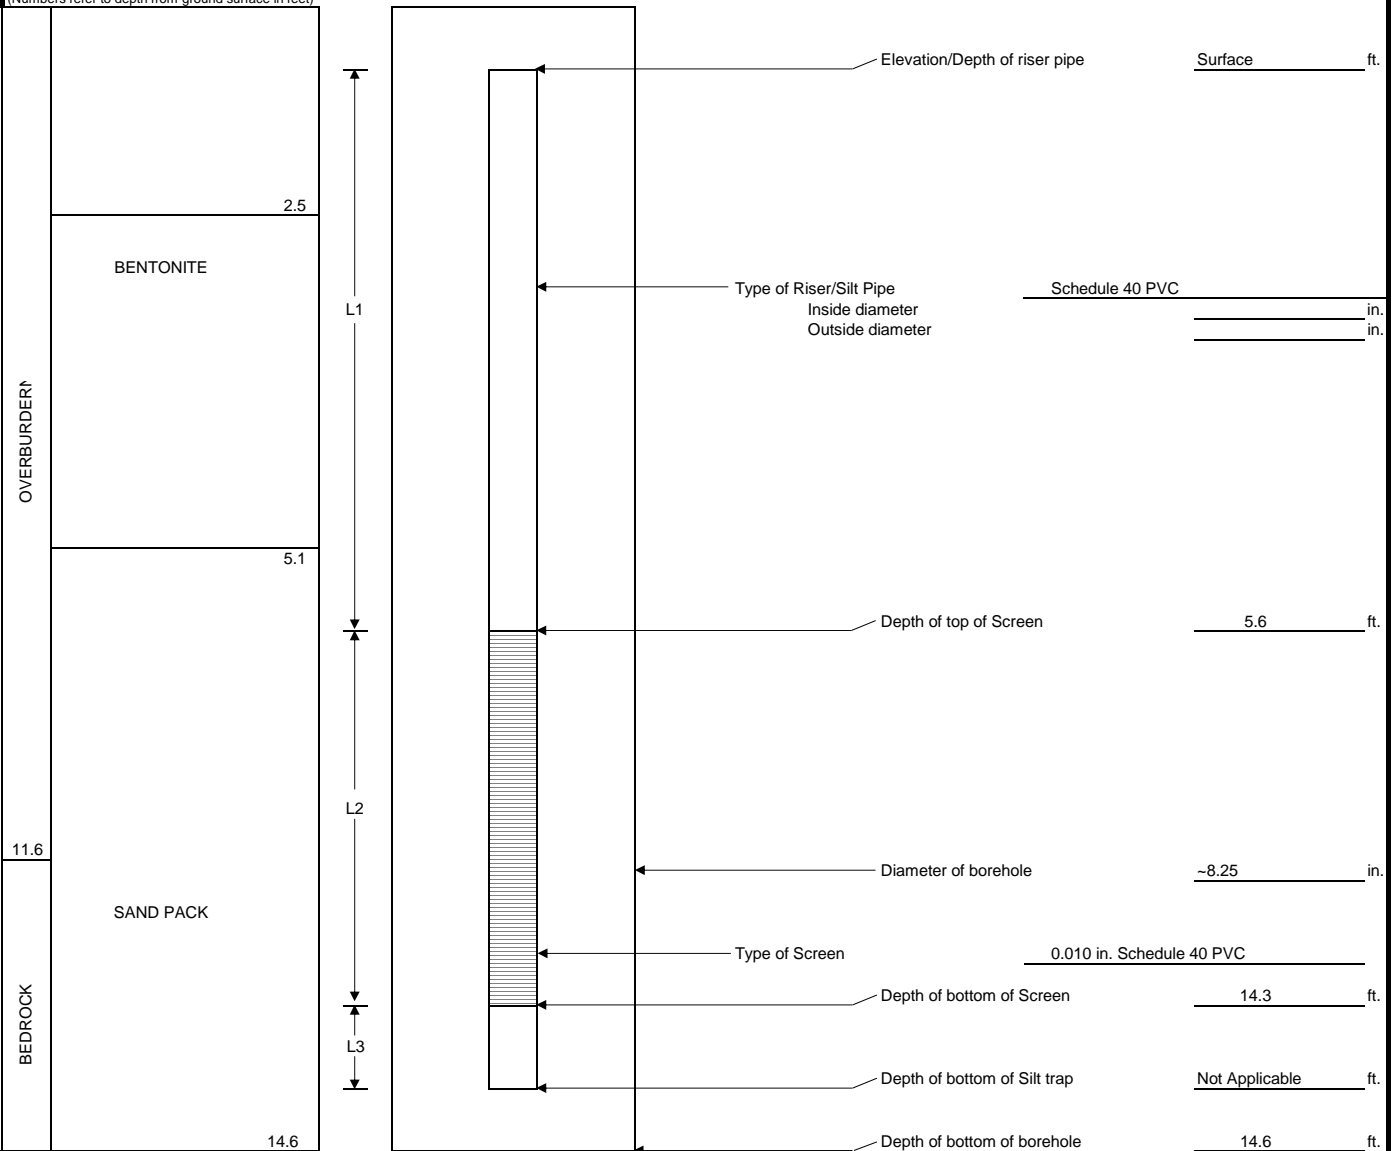 (Numbers refer to depth from ground surface in feet)
Elevation/Depth of riser pipe Surface ft.
2.5
BENTONITE
Type of Riser/Silt Pipe Schedule 40 PVC
L1
Inside diameter in.
Outside diameter in.
OVERBURDERN
5.1
Depth of top of Screen 5.6 ft.
L2
11.6
Diameter of borehole ~8.25 in.
SAND PACK
Type of Screen 0.010 in. Schedule 40 PVC
Depth of bottom of Screen 14.3 ft.
BEDROCK
L3
Depth of bottom of Silt trap Not Applicable ft.
14.6
Depth of bottom of borehole 14.6 ft.